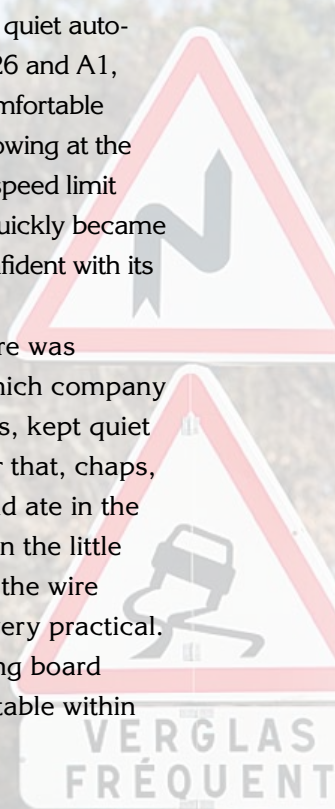 quiet auto-
26 and A1,
mfortable
owing at the
speed limit
uickly became
nfident with its
re was
hich company
s, kept quiet
r that, chaps,
d ate in the
n the little
the wire
ery practical.
ng board
table within
VERGLAS
FRÉQUENT